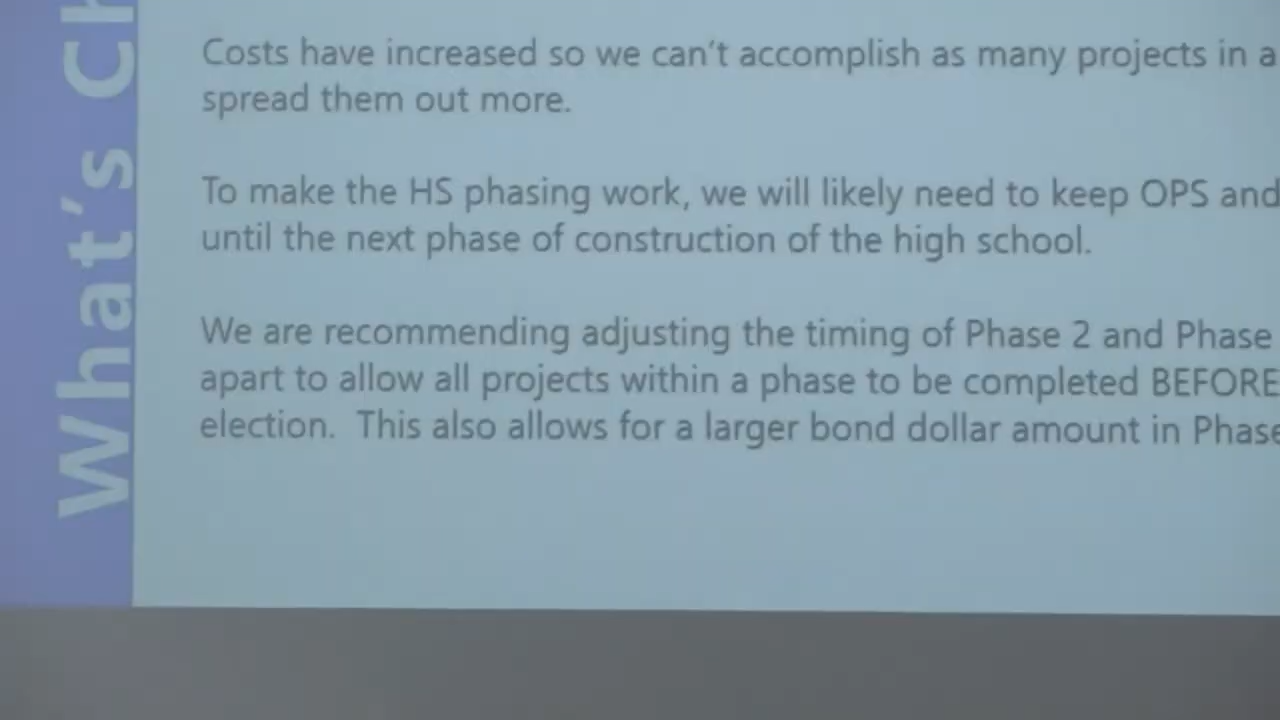 What's Ch
Costs have increased so we can't accomplish as many projects in a
spread them out more.
To make the HS phasing work, we will likely need to keep OPS and
until the next phase of construction of the high school.
We are recommending adjusting the timing of Phase 2 and Phase
apart to allow all projects within a phase to be completed BEFORE
election.  This also allows for a larger bond dollar amount in Phase